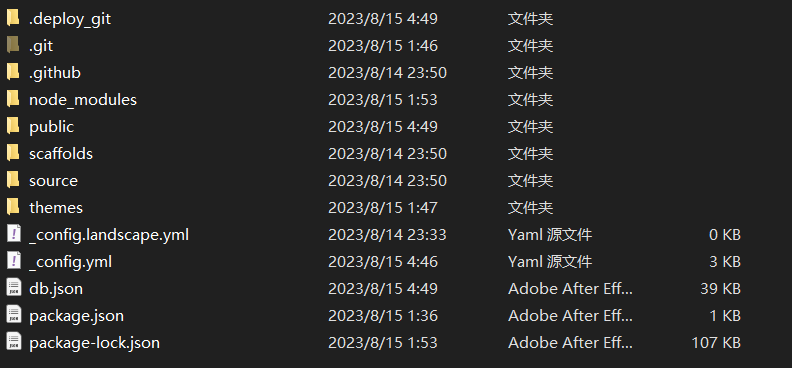 .deploy_git 2023/8/15 4:49 文件夹
.git 2023/8/15 1:46 文件夹
.github 2023/8/14 23:50 文件夹
node_modules 2023/8/15 1:53 文件夹
public 2023/8/15 4:49 文件夹
scaffolds 2023/8/14 23:50 文件夹
source 2023/8/14 23:50 文件夹
themes 2023/8/15 1:47 文件夹
_config.landscape.yml 2023/8/14 23:33 Yaml 源文件 0 KB
_config.yml 2023/8/15 4:46 Yaml 源文件 3 KB
db.json 2023/8/15 4:49 Adobe After Eff... 39 KB
package.json 2023/8/15 1:36 Adobe After Eff... 1 KB
package-lock.json 2023/8/15 1:53 Adobe After Eff... 107 KB